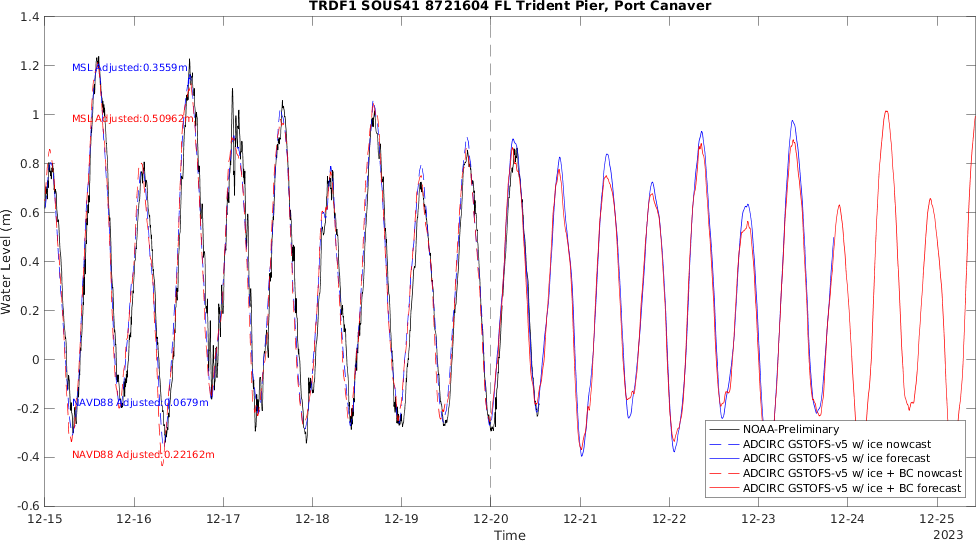 TRDF1 SOUS41 8721604 FL Trident Pier, Port Canaver
1.4
1.2
1
0.8
0.6
0.4
0.2
0
-0.2
-0.4
-0.6
Water Level (m)
MSL Adjusted:0.3559m
MSL Adjusted:0.50962m
NAVD88 Adjusted:0.0679m
NAVD88 Adjusted:0.22162m
NOAA-Preliminary
ADCIRC GSTOFS-v5 w/ ice nowcast
ADCIRC GSTOFS-v5 w/ ice forecast
ADCIRC GSTOFS-v5 w/ ice + BC nowcast
ADCIRC GSTOFS-v5 w/ ice + BC forecast
12-15 12-16 12-17 12-18 12-19 12-20 12-21 12-22 12-23 12-24 12-25
Time
2023